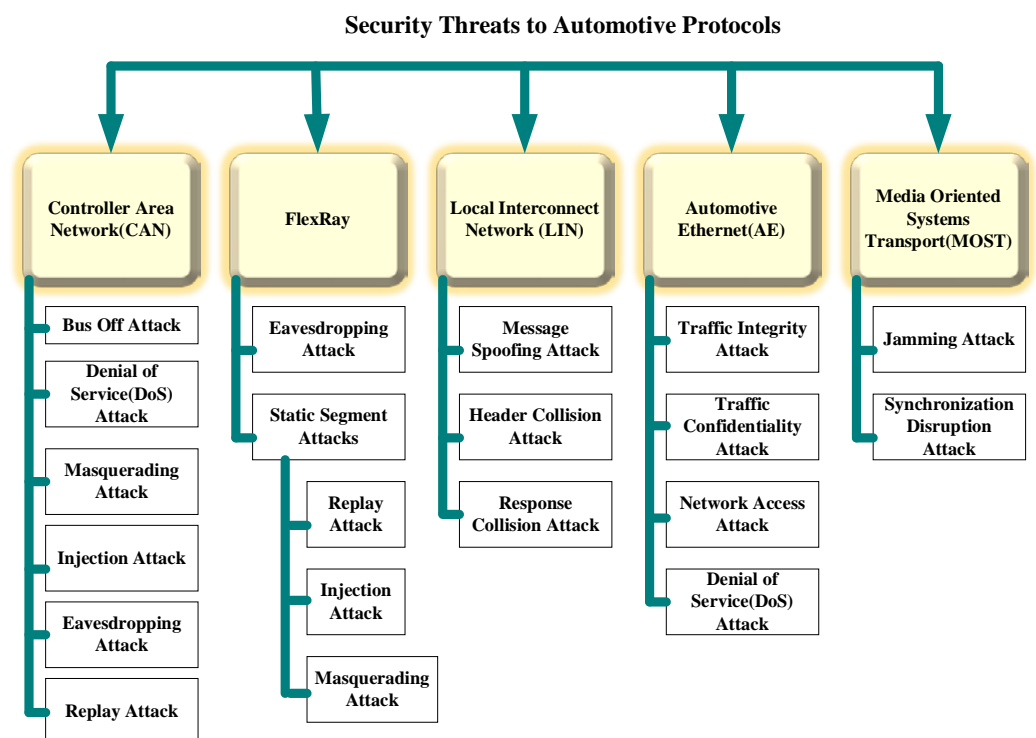 Security Threats to Automotive Protocols
Controller Area
Network(CAN)
FlexRay
Local Interconnect
Network (LIN)
Automotive
Ethernet(AE)
Media Oriented
Systems
Transport(MOST)
Bus Off Attack
Denial of
Service(DoS)
Attack
Masquerading
Attack
Injection Attack
Eavesdropping
Attack
Replay Attack
Eavesdropping
Attack
Static Segment
Attacks
Replay
Attack
Injection
Attack
Masquerading
Attack
Message
Spoofing Attack
Header Collision
Attack
Response
Collision Attack
Traffic Integrity
Attack
Traffic
Confidentiality
Attack
Network Access
Attack
Denial of
Service(DoS)
Attack
Jamming Attack
Synchronization
Disruption
Attack